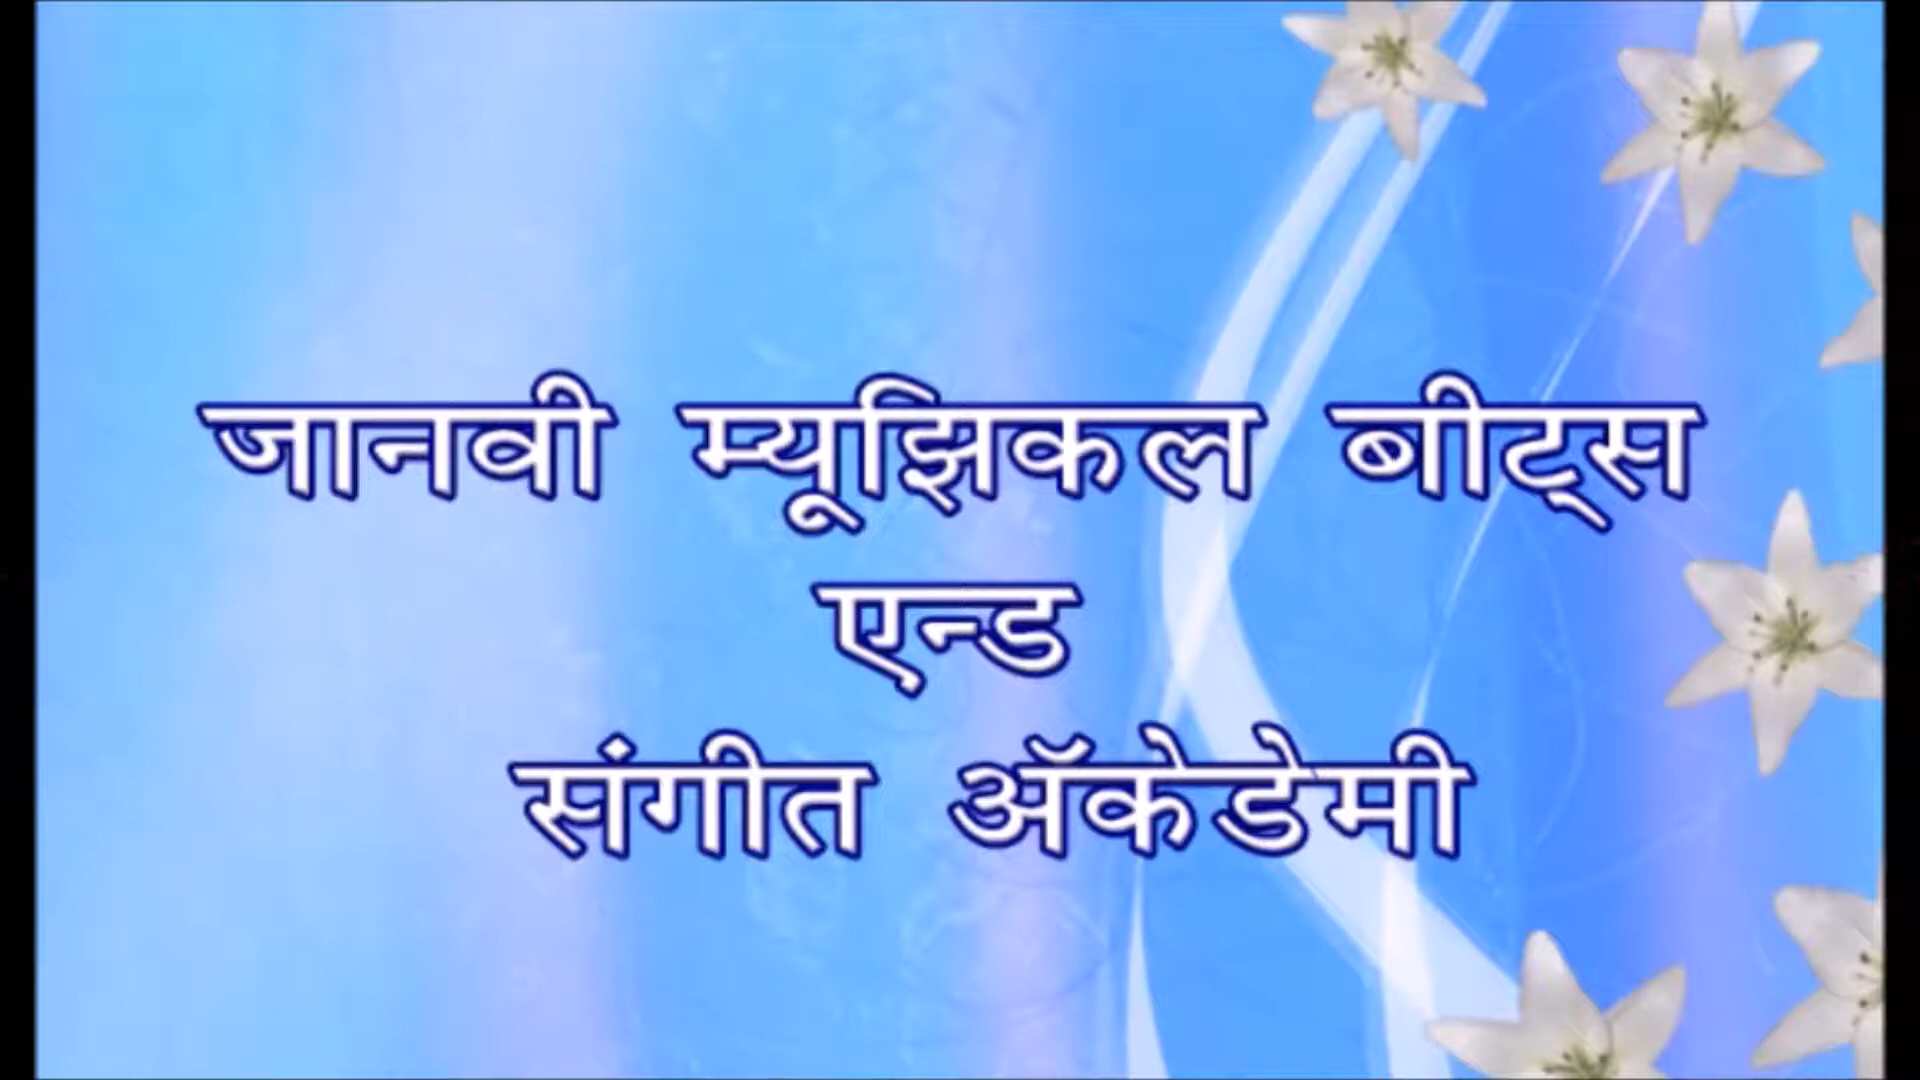 जानवी म्यूझिकल बीट्स
एन्ड
संगीत ॲकेडेमी